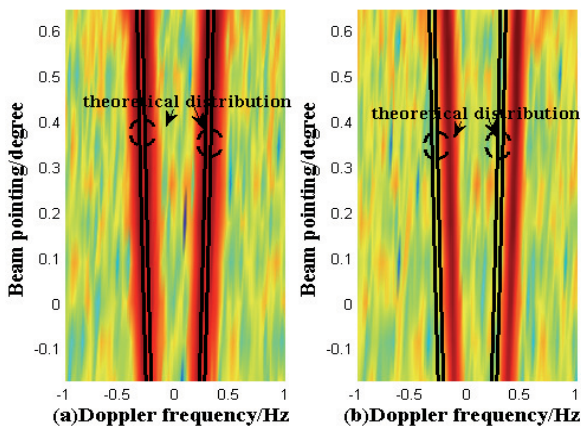 0.6
0.5
0.4
0.3
0.2
0.1
0
-0.1
Beam pointing/degree
theoretical distribution
-1 -0.5 0 0.5 1
(a)Doppler frequency/Hz
0.6
0.5
0.4
0.3
0.2
0.1
0
-0.1
Beam pointing/degree
theoretical distribution
-1 -0.5 0 0.5 1
(b)Doppler frequency/Hz